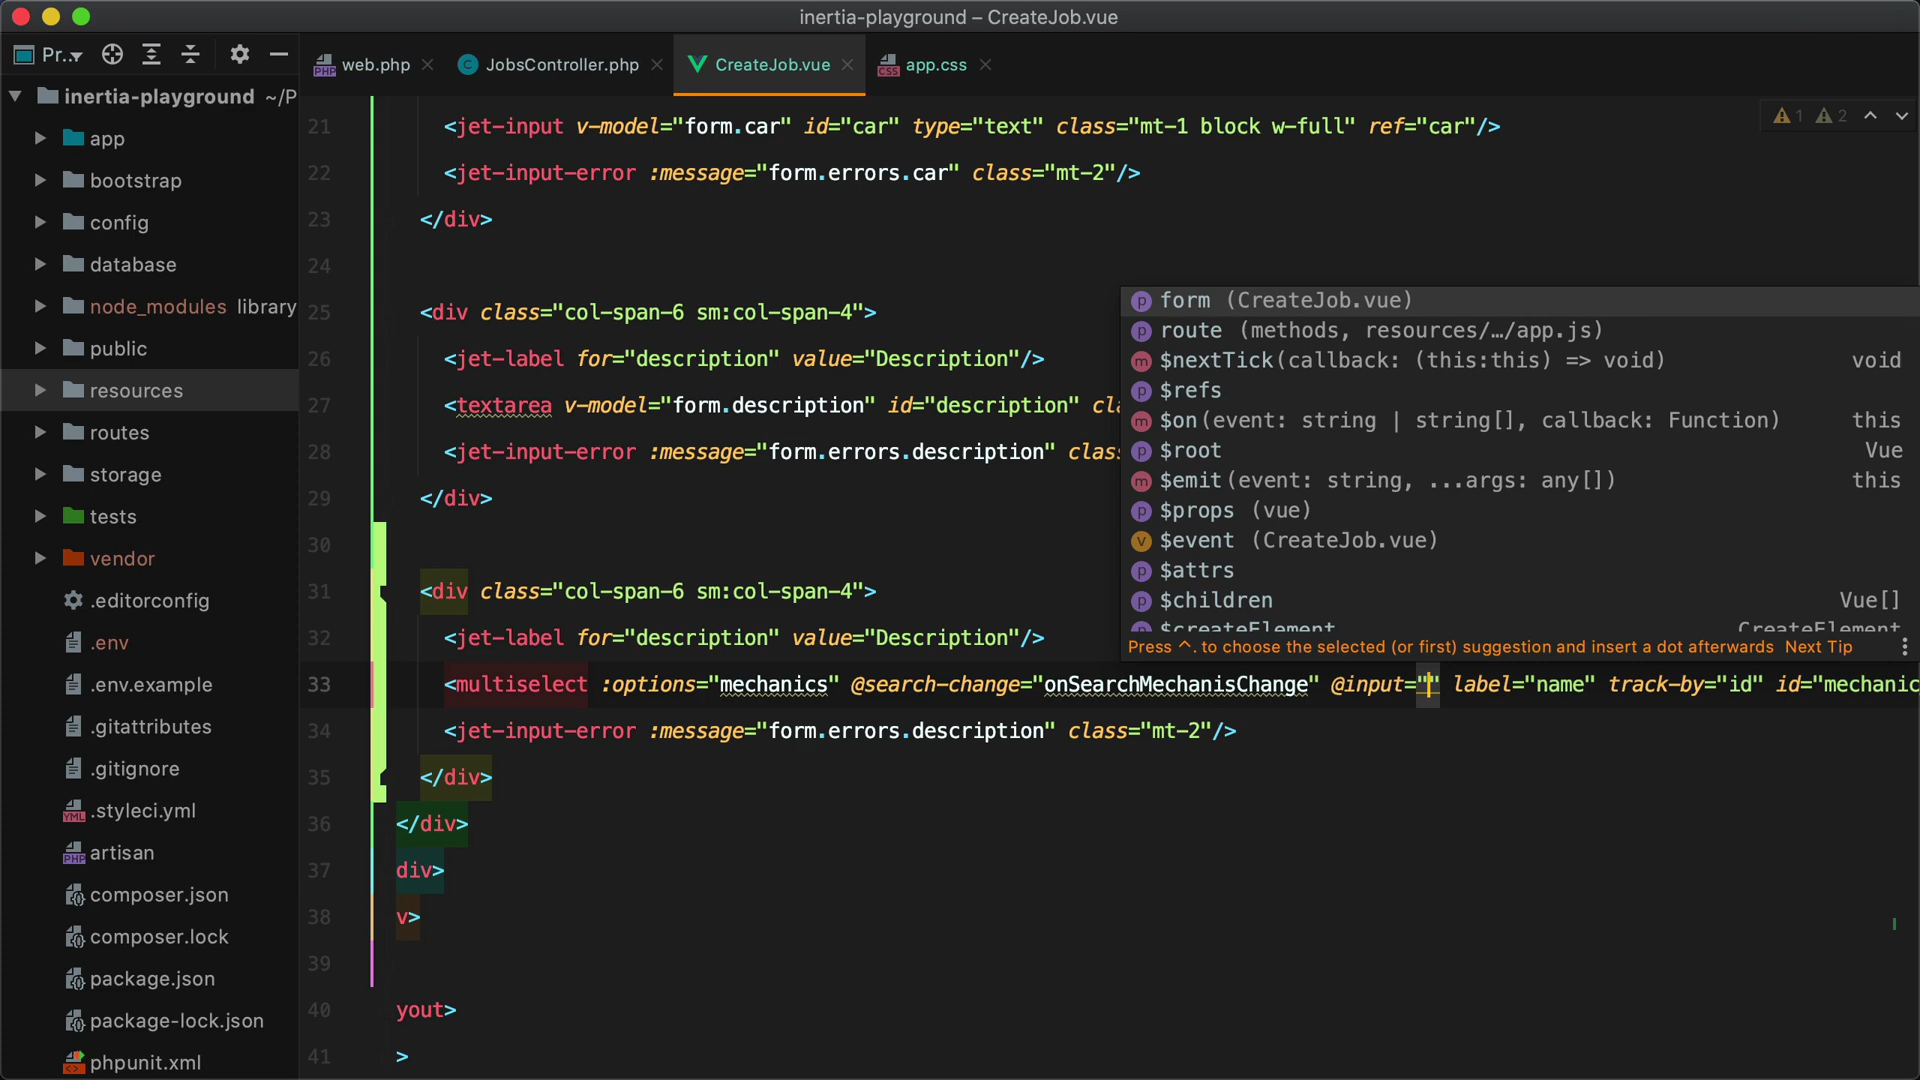 inertia-playground – CreateJob.vue
Pr..
web.php
JobsController.php
CreateJob.vue
app.css
inertia-playground ~/P
app
bootstrap
config
database
node_modules library
public
resources
routes
storage
tests
vendor
.editorconfig
.env
.env.example
.gitattributes
.gitignore
.styleci.yml
artisan
composer.json
composer.lock
package.json
package-lock.json
phpunit.xml
1 2
21 <jet-input v-model="form.car" id="car" type="text" class="mt-1 block w-full" ref="car"/>
22 <jet-input-error :message="form.errors.car" class="mt-2"/>
23 </div>
24
25 <div class="col-span-6 sm:col-span-4">
26 <jet-label for="description" value="Description"/>
27 <textarea v-model="form.description" id="description" cla
28 <jet-input-error :message="form.errors.description" class
29 </div>
30
31 <div class="col-span-6 sm:col-span-4">
32 <jet-label for="description" value="Description"/>
33 <multiselect :options="mechanics" @search-change="onSearchMechanisChange" @input="" label="name" track-by="id" id="mechanic
34 <jet-input-error :message="form.errors.description" class="mt-2"/>
35 </div>
36 </div>
37 div>
38 v>
39
40 yout>
41 >
form (CreateJob.vue)
route (methods, resources/…/app.js)
$nextTick(callback: (this:this) => void) void
$refs
$on(event: string | string[], callback: Function) this
$root Vue
$emit(event: string, ...args: any[]) this
$props (vue)
$event (CreateJob.vue)
$attrs
$children Vue[]
$createElement CreateElement
Press ^. to choose the selected (or first) suggestion and insert a dot afterwards Next Tip